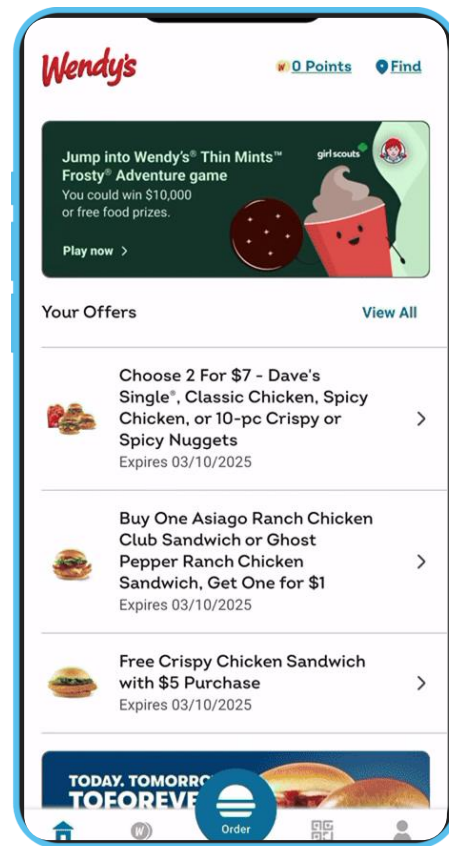 Wendy's
0 Points
Find
Jump into Wendy's® Thin Mints™
Frosty® Adventure game
You could win $10,000
or free food prizes.
Play now >
girl scouts
Your Offers
View All
Choose 2 For $7 - Dave's
Single®, Classic Chicken, Spicy
Chicken, or 10-pc Crispy or
Spicy Nuggets
Expires 03/10/2025
Buy One Asiago Ranch Chicken
Club Sandwich or Ghost
Pepper Ranch Chicken
Sandwich, Get One for $1
Expires 03/10/2025
Free Crispy Chicken Sandwich
with $5 Purchase
Expires 03/10/2025
TODAY. TOMORRO
TOFOREVE
Order